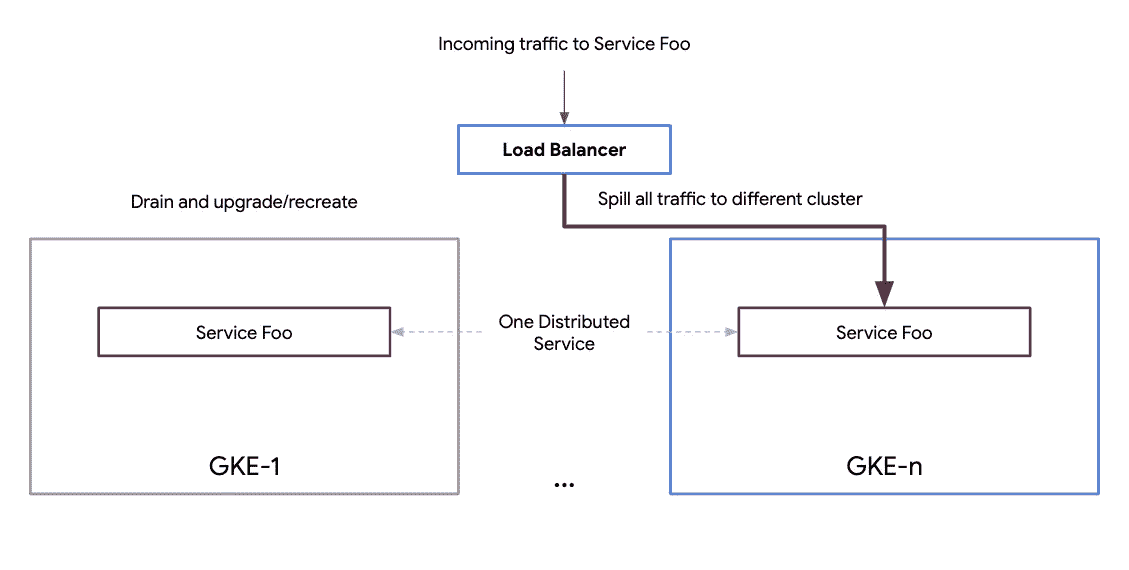 Incoming traffic to Service Foo
Load Balancer
Drain and upgrade/recreate
Spill all traffic to different cluster
Service Foo
One Distributed
Service
Service Foo
GKE-1
...
GKE-n